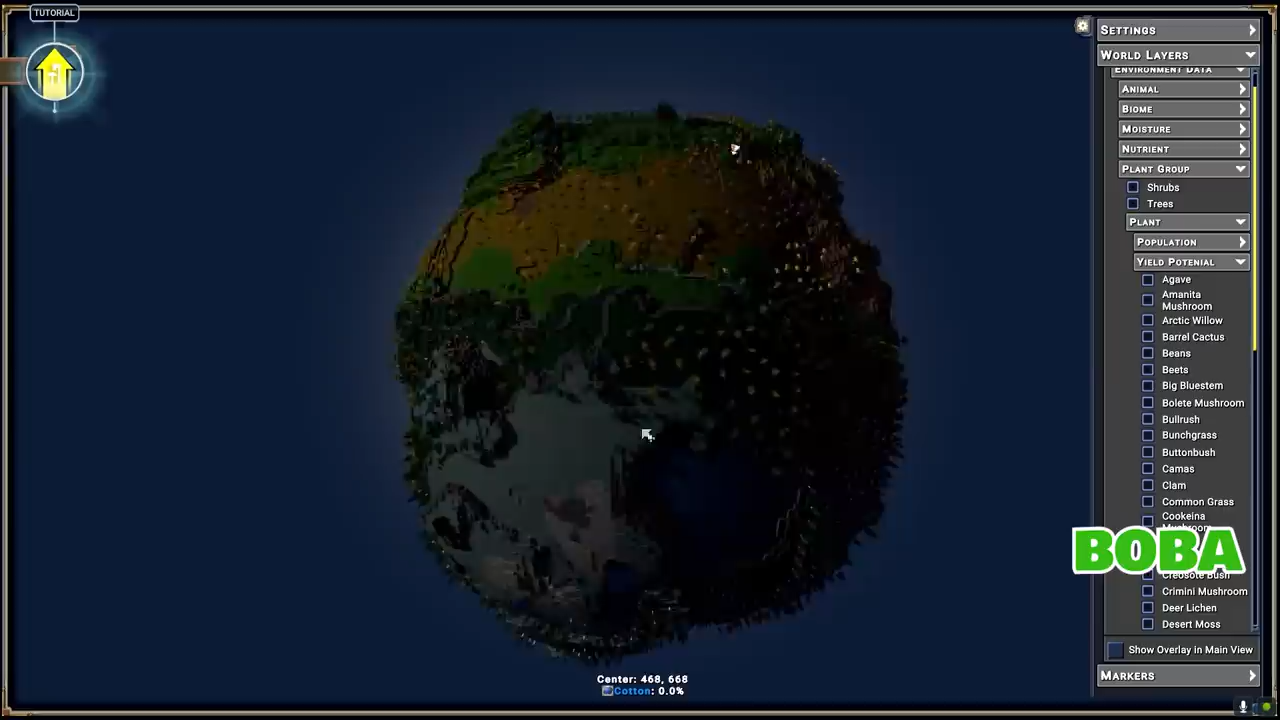 TUTORIAL
SETTINGS
WORLD LAYERS
ENVIRONMENT DATA
ANIMAL
BIOME
MOISTURE
NUTRIENT
PLANT GROUP
Shrubs
Trees
PLANT
POPULATION
YIELD POTENIAL
Agave
Amanita
Mushroom
Arctic Willow
Barrel Cactus
Beans
Beets
Big Bluestem
Bolete Mushroom
Bullrush
Bunchgrass
Buttonbush
Camas
Clam
Common Grass
Cookeina
Mushroom
BOBA
Creosote Bush
Crimini Mushroom
Deer Lichen
Desert Moss
Show Overlay in Main View
MARKERS
Center: 468, 668
Cotton: 0.0%